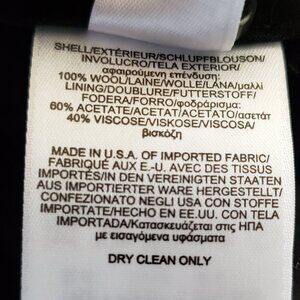 SHELL/EXTÉRIEUR/SCHLUPFBLOUSON/
INVOLUCRO/TELA EXTERIOR/
αφαιρούμενη επένδυση:
100% WOOL/LAINE/WOLLE/LANA/μαλλί
LINING/DOUBLURE/FUTTERSTOFF/
FODERA/FORRO/φοδράρισμα:
60% ACETATE/ACETAT/ACETATO/ασετάτ
40% VISCOSE/VISKOSE/VISCOSA/
βισκόζη
MADE IN U.S.A. OF IMPORTED FABRIC/
FABRIQUÉ AUX E.-U. AVEC DES TISSUS
IMPORTÉS/IN DEN VEREINIGTEN STAATEN
AUS IMPORTIERTER WARE HERGESTELLT/
CONFEZIONATO NEGLI USA CON STOFFE
IMPORTATE/HECHO EN EE.UU. CON TELA
IMPORTADA/Κατασκευάζεται στις ΗΠΑ
με εισαγόμενα υφάσματα
DRY CLEAN ONLY